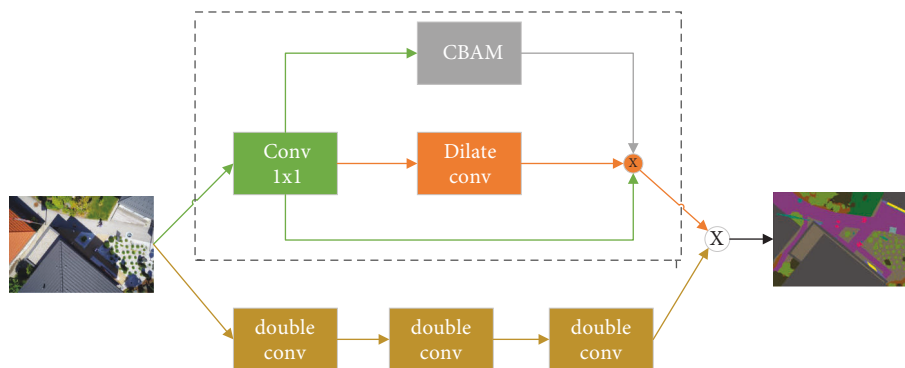 CBAM
Conv
1x1
Dilate
conv
X
X
double
conv
double
conv
double
conv